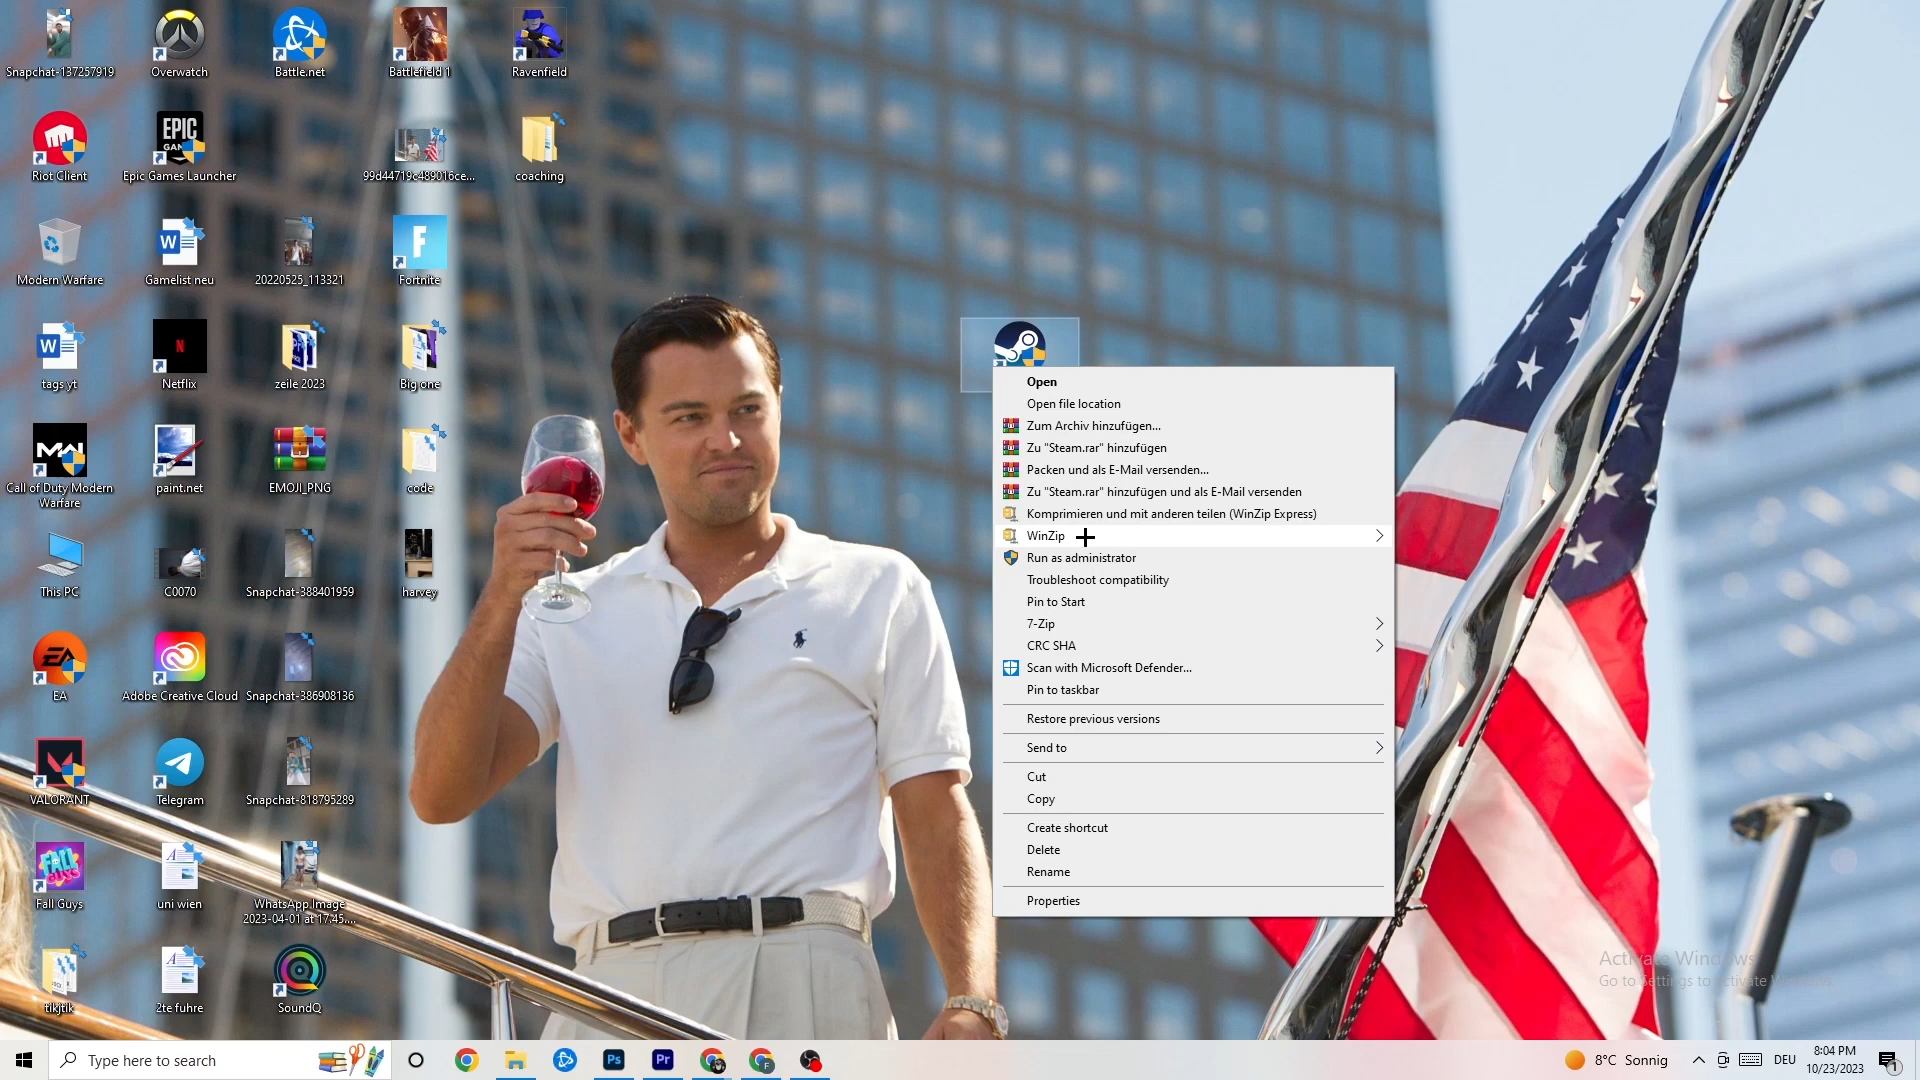 Snapchat-137257919
Overwatch
Battle.net
Battlefield 1
Ravenfield
EPIC
GAMES
Riot Client
Epic Games Launcher
99d44719c489016ce...
coaching
Modern Warfare
Gamelist neu
20220525_113321
F
Fortnite
W
N
tags yt
Netflix
zeile 2023
Big one
Call of Duty Modern
Warfare
paint.net
EMOJI_PNG
code
This PC
C0070
Snapchat-388401959
harvey
EA
EA
Adobe Creative Cloud
Snapchat-386908136
VALORANT
Telegram
Snapchat-818795289
FALL
GUYS
Fall Guys
uni wien
WhatsApp Image
2023-04-01 at 17.45....
tikjtik
2te fuhre
SoundQ
Open
Open file location
Zum Archiv hinzufügen...
Zu "Steam.rar" hinzufügen
Packen und als E-Mail versenden...
Zu "Steam.rar" hinzufügen und als E-Mail versenden
Komprimieren und mit anderen teilen (WinZip Express)
WinZip
Run as administrator
Troubleshoot compatibility
Pin to Start
7-Zip
CRC SHA
Scan with Microsoft Defender...
Pin to taskbar
Restore previous versions
Send to
Cut
Copy
Create shortcut
Delete
Rename
Properties
Activate Windows
Go to Settings to activate Windows.
Type here to search
Ps
Pr
F
8°C Sonnig
DEU
8:04 PM
10/23/2023
1